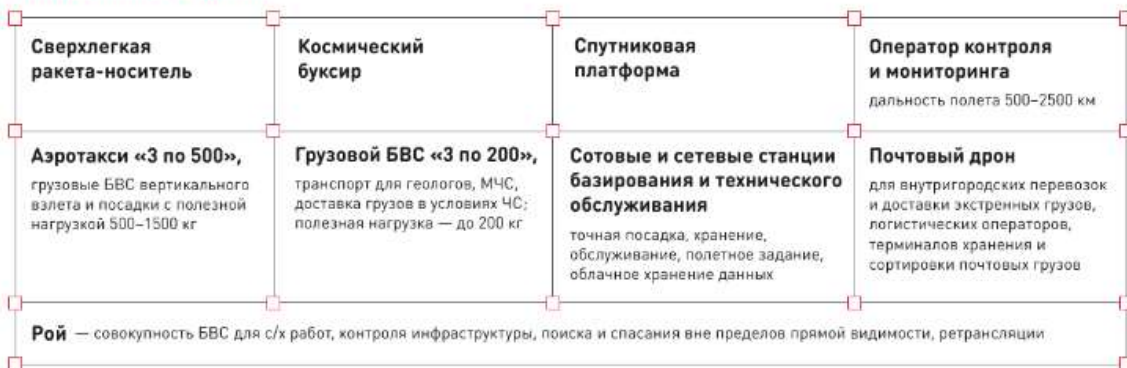 Сверхлегкая
ракета-носитель
Космический
буксир
Спутниковая
платформа
Оператор контроля
и мониторинга
дальность полета 500–2500 км
Аэротакси «3 по 500»,
грузовые БВС вертикального
взлета и посадки с полезной
нагрузкой 500–1500 кг
Грузовой БВС «3 по 200»,
транспорт для геологов, МЧС,
доставка грузов в условиях ЧС;
полезная нагрузка — до 200 кг
Сотовые и сетевые станции
базирования и технического
обслуживания
точная посадка, хранение,
обслуживание, полетное задание,
облачное хранение данных
Почтовый дрон
для внутригородских перевозок
и доставки экстренных грузов,
логистических операторов,
терминалов хранения и
сортировки почтовых грузов
Рой — совокупность БВС для с/х работ, контроля инфраструктуры, поиска и спасания вне пределов прямой видимости, ретрансляции